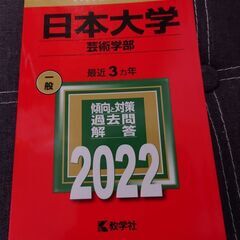 日本大学
芸術学部
最近3カ年
一般
傾向と対策
過去問
解答
2022
教学社